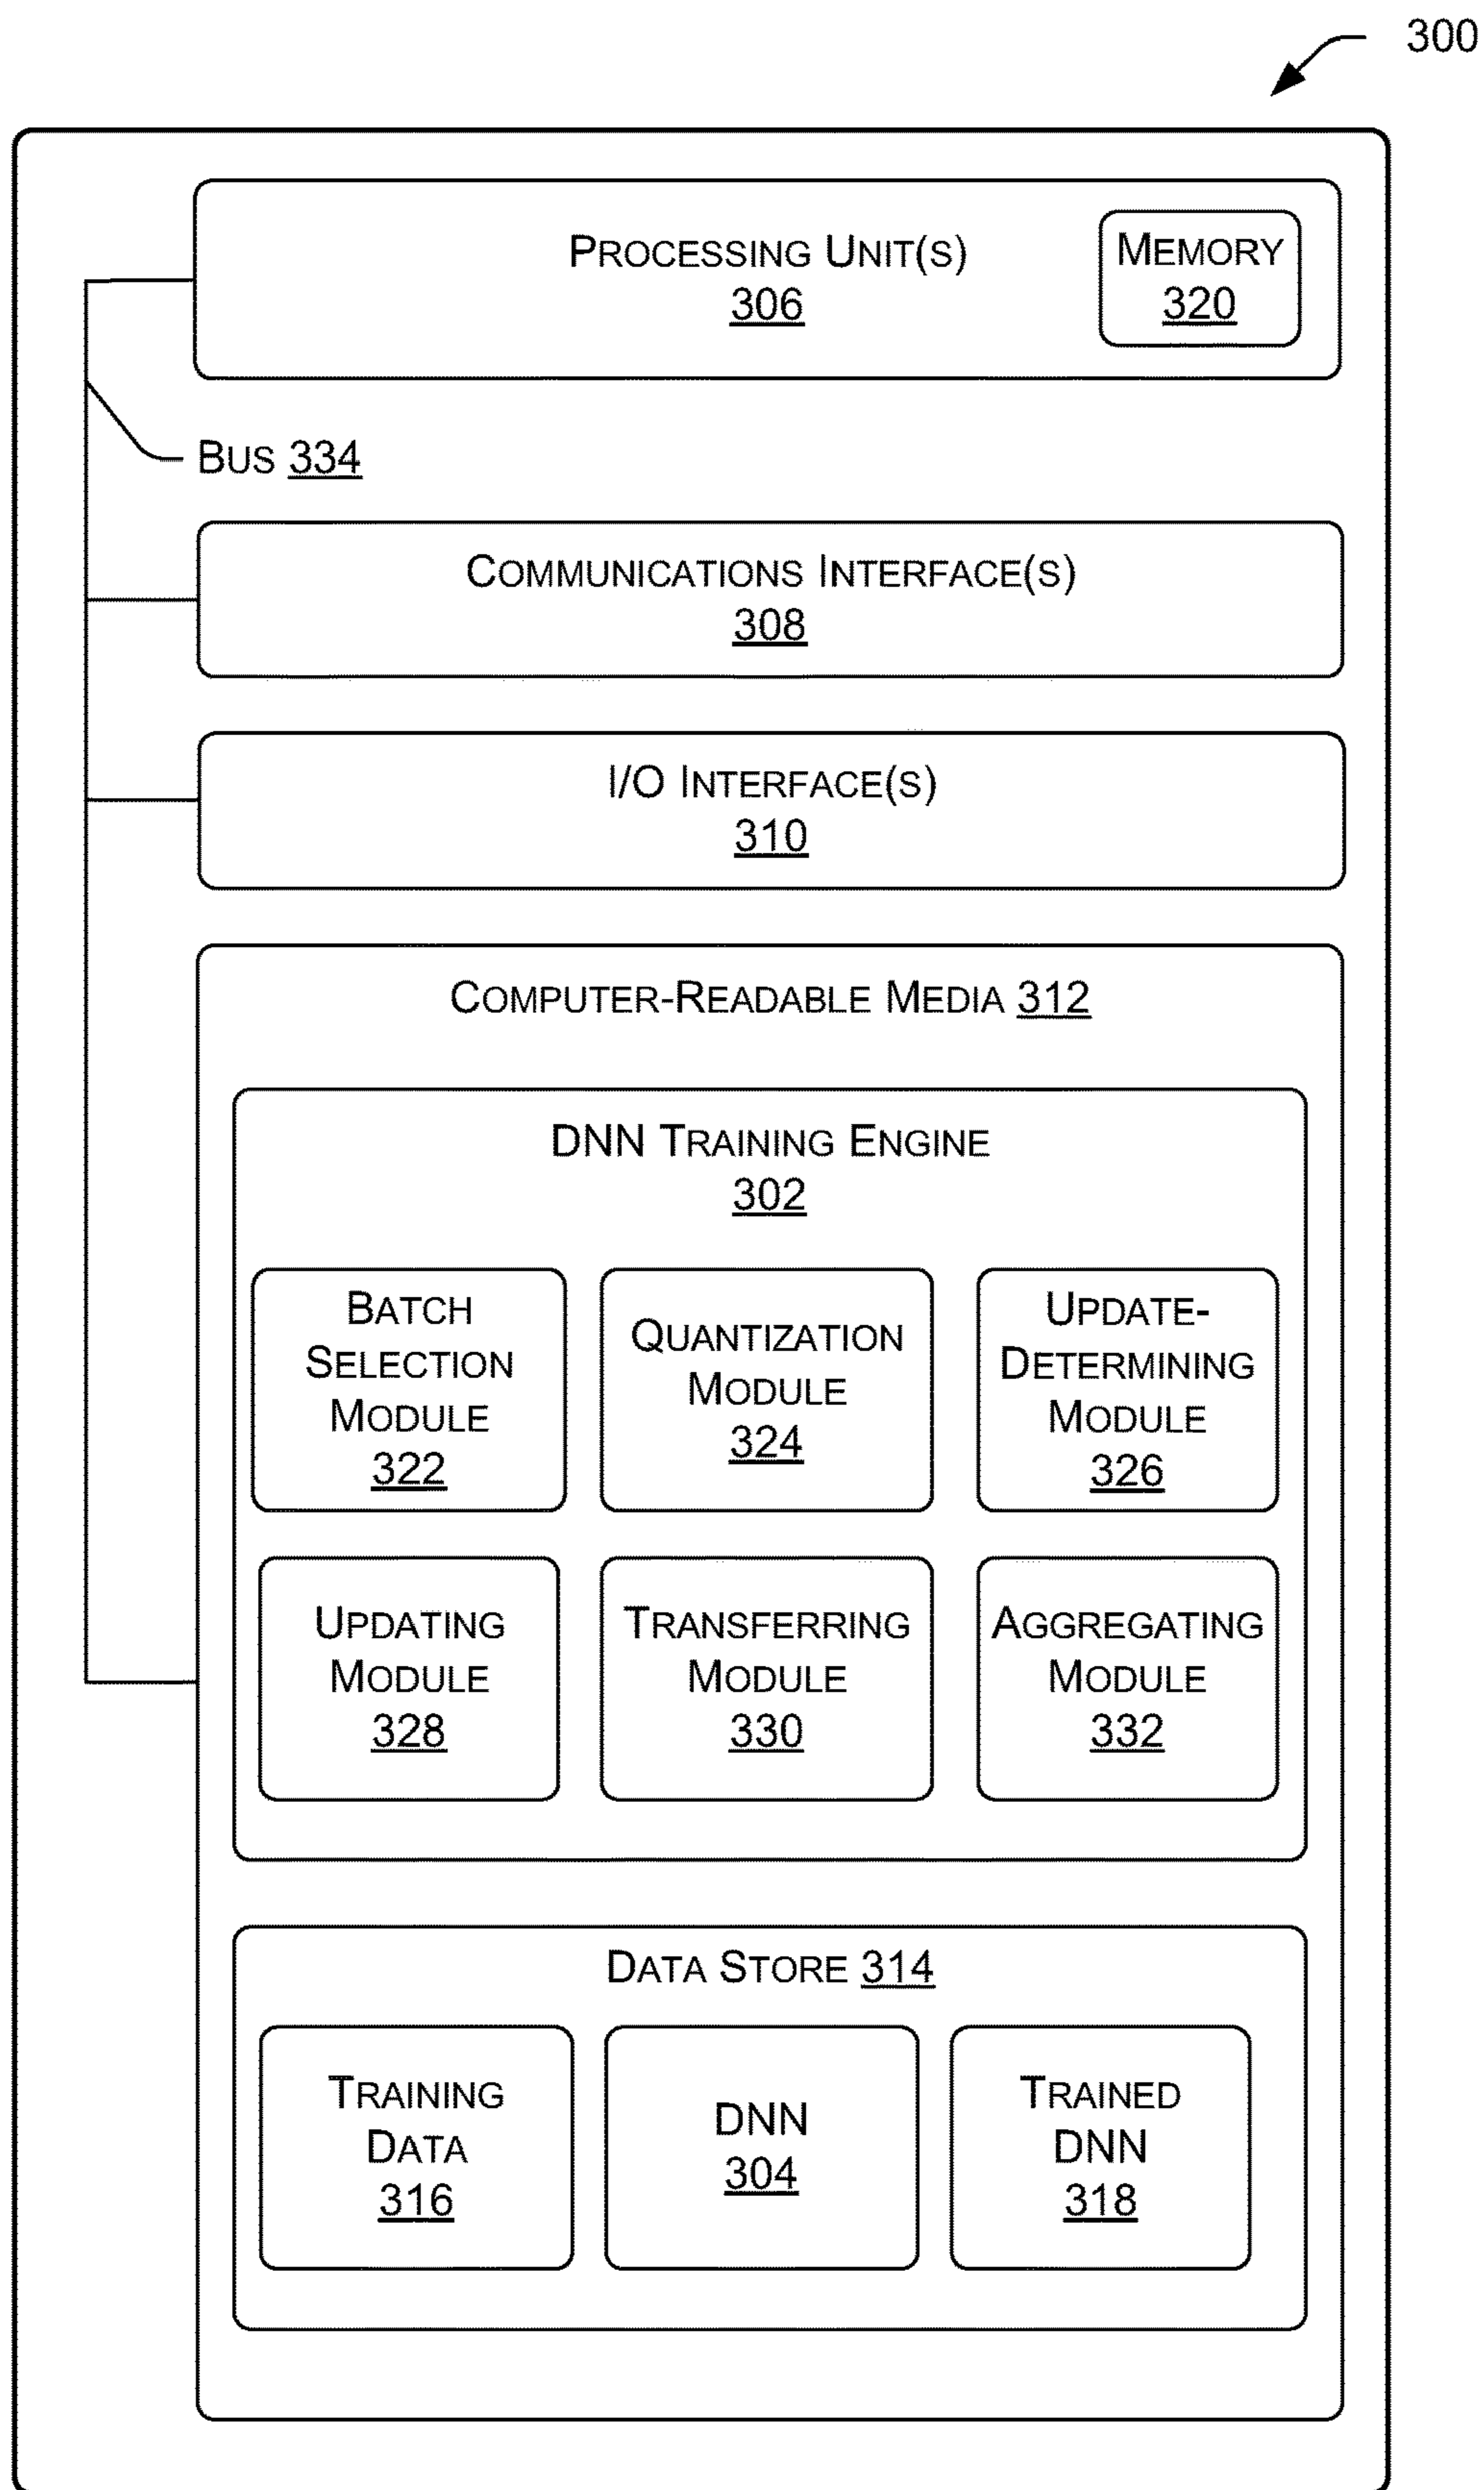 300
PROCESSING UNIT(S)
306
MEMORY
320
BUS 334
COMMUNICATIONS INTERFACE(S)
308
I/O INTERFACE(S)
310
COMPUTER-READABLE MEDIA 312
DNN TRAINING ENGINE
302
BATCH
SELECTION
MODULE
322
QUANTIZATION
MODULE
324
UPDATE-
DETERMINING
MODULE
326
UPDATING
MODULE
328
TRANSFERRING
MODULE
330
AGGREGATING
MODULE
332
DATA STORE 314
TRAINING
DATA
316
DNN
304
TRAINED
DNN
318